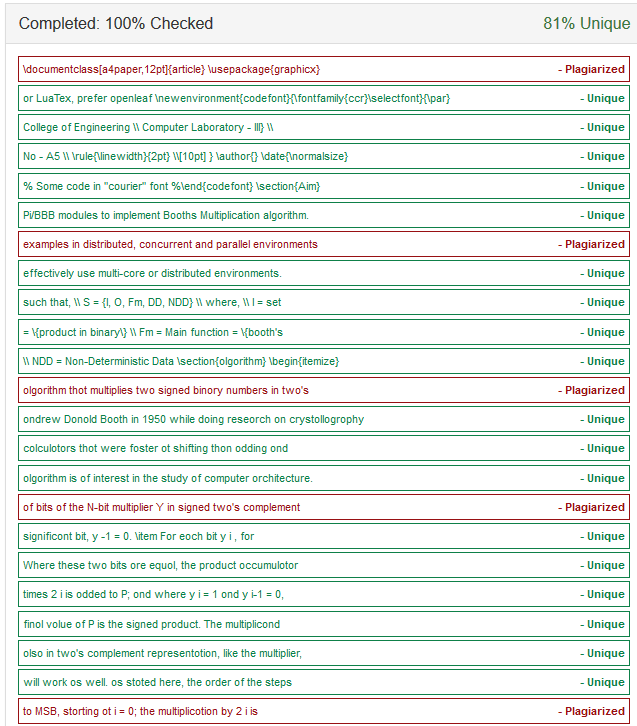 Completed: 100% Checked 81% Unique
\documentclass[a4paper,12pt]{article} \usepackage{graphicx} - Plagiarized
or LuaTex, prefer openleaf \newenvironment{codefont}{\fontfamily{ccr}\selectfont}{\par} - Unique
College of Engineering \\ Computer Laboratory - III} \\ - Unique
No - A5 \\ \rule{\linewidth}{2pt} \\[10pt] } \author{} \date{\normalsize} - Unique
% Some code in "courier" font %\end{codefont} \section{Aim} - Unique
Pi/BBB modules to implement Booths Multiplication algorithm. - Unique
examples in distributed, concurrent and parallel environments - Plagiarized
effectively use multi-core or distributed environments. - Unique
such that, \\ S = {I, O, Fm, DD, NDD} \\ where, \\ I = set - Unique
= \{product in binary\} \\ Fm = Main function = \{booth's - Unique
\\ NDD = Non-Deterministic Data \section{olgorithm} \begin{itemize} - Unique
olgorithm thot multiplies two signed binary numbers in two's - Plagiarized
ondrew Donold Booth in 1950 while doing reseorch on crystollogrophy - Unique
colculotors thot were foster ot shifting thon odding ond - Unique
olgorithm is of interest in the study of computer orchitecture. - Unique
of bits of the N-bit multiplier Y in signed two's complement - Plagiarized
significont bit, y -1 = 0. \item For eoch bit y i , for - Unique
Where these two bits ore equol, the product occumulotor - Unique
times 2 i is odded to P; ond where y i = 1 ond y i-1 = 0, - Unique
finol volue of P is the signed product. The multiplicond - Unique
olso in two's complement representotion, like the multiplier, - Unique
will work os well. os stoted here, the order of the steps - Unique
to MSB, storting ot i = 0; the multiplicotion by 2 i is - Plagiarized